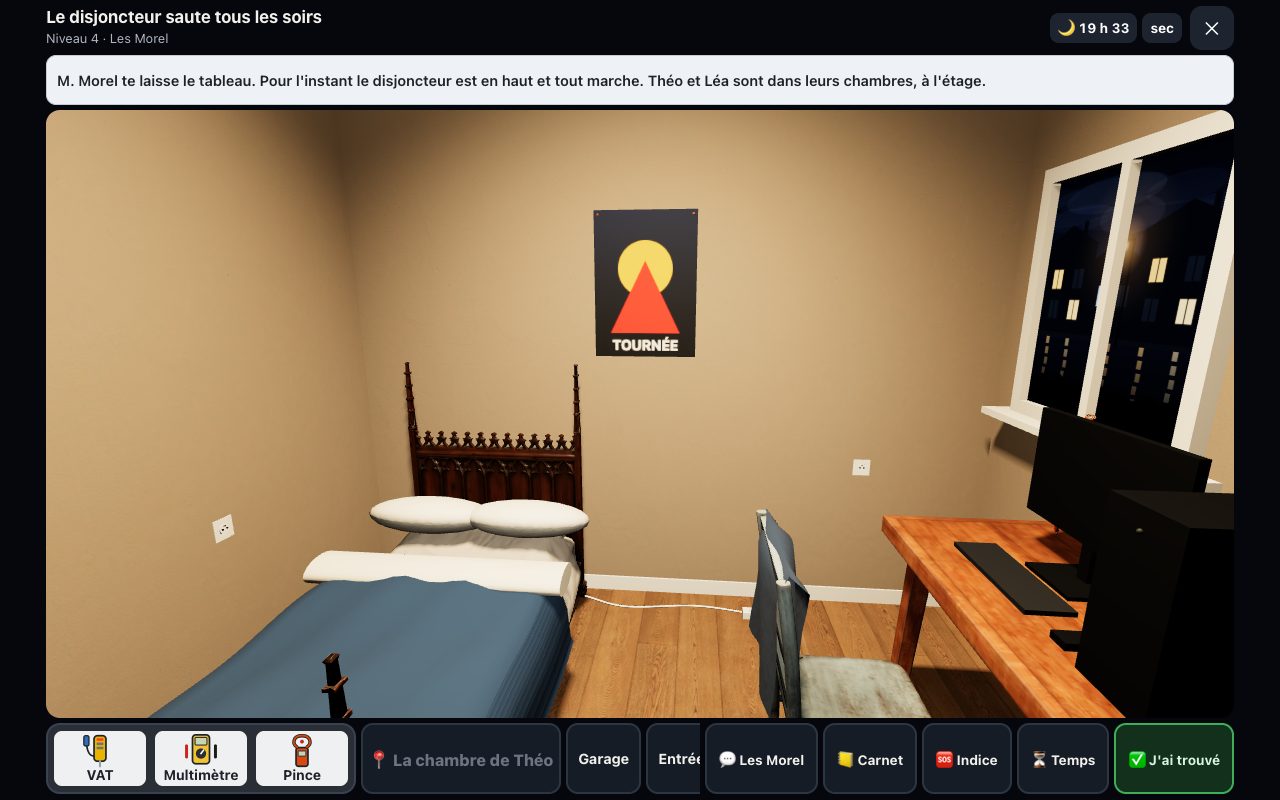 Le disjoncteur saute tous les soirs
Niveau 4 · Les Morel
🌙 19 h 33
sec
M. Morel te laisse le tableau. Pour l'instant le disjoncteur est en haut et tout marche. Théo et Léa sont dans leurs chambres, à l'étage.
TOURNÉE
VAT
Multimètre
Pince
📍 La chambre de Théo
Garage
Entrée
💬 Les Morel
📒 Carnet
🆘 Indice
⏳ Temps
✅ J'ai trouvé